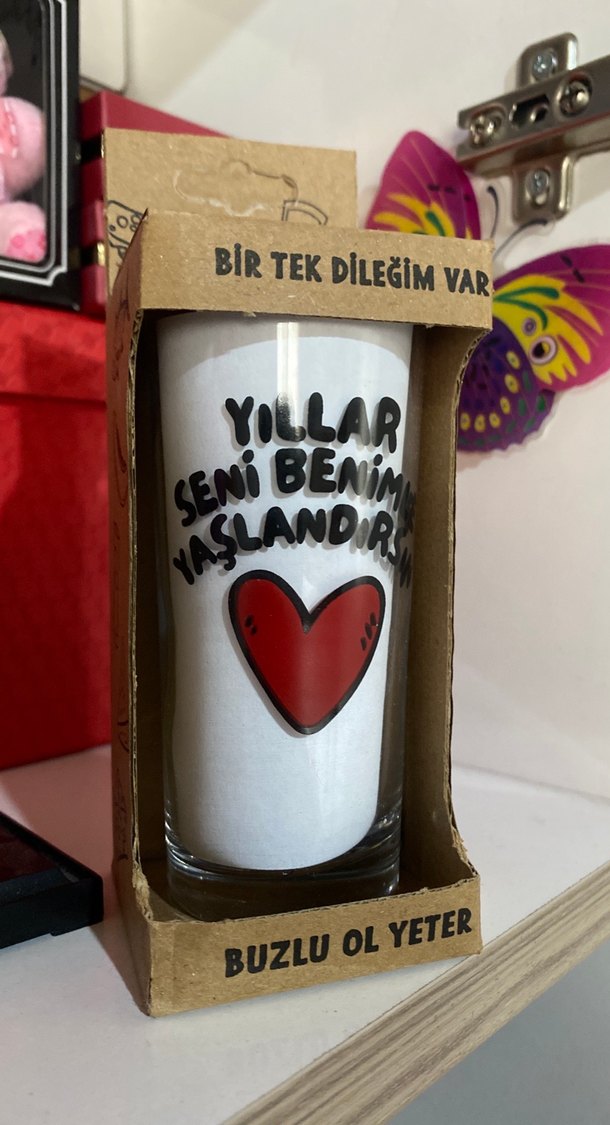 BİR TEK DİLEĞİM VAR
YILLAR
SENİ BENİMLE
YAŞLANDIRSIN
BUZLU OL YETER